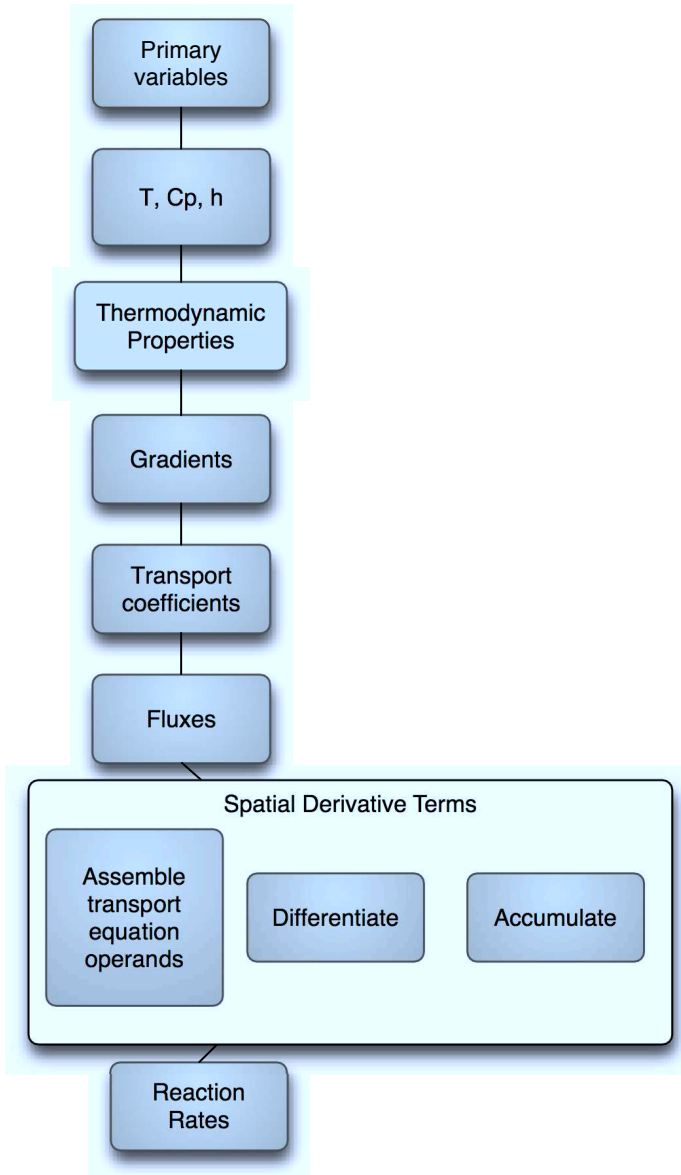 Primary
variables
T, Cp, h
Thermodynamic
Properties
Gradients
Transport
coefficients
Fluxes
Spatial Derivative Terms
Assemble
transport
equation
operands
Differentiate
Accumulate
Reaction
Rates